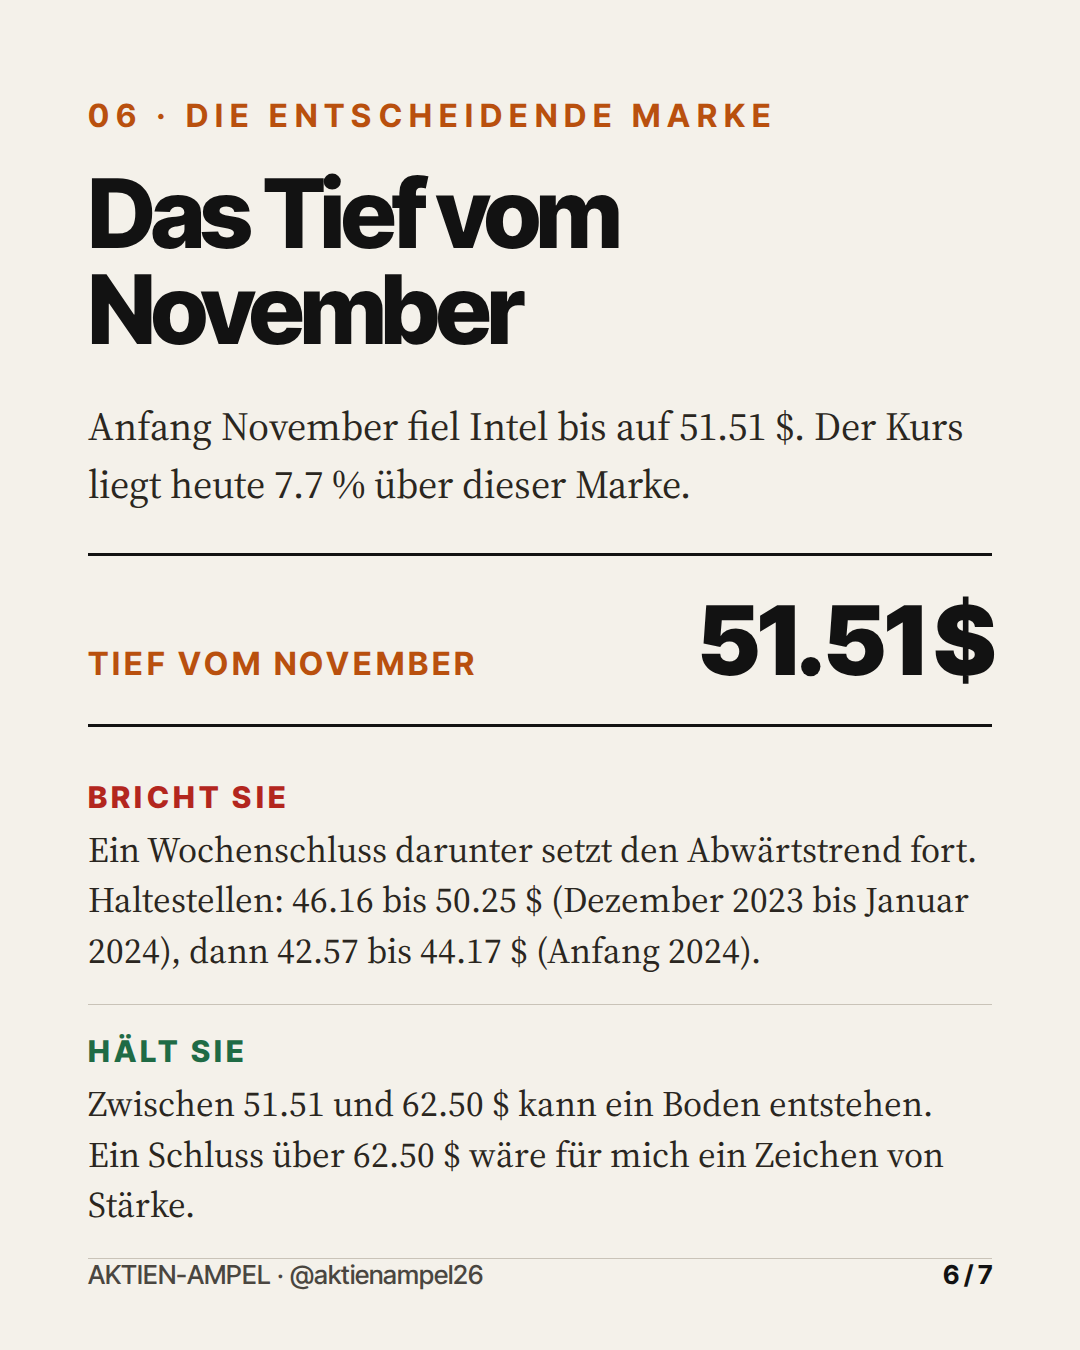 06 · DIE ENTSCHEIDENDE MARKE
Das Tief vom
November
Anfang November fiel Intel bis auf 51.51 $. Der Kurs
liegt heute 7.7 % über dieser Marke.
TIEF VOM NOVEMBER
51.51$
BRICHT SIE
Ein Wochenschluss darunter setzt den Abwärtstrend fort.
Haltestellen: 46.16 bis 50.25 $ (Dezember 2023 bis Januar
2024), dann 42.57 bis 44.17 $ (Anfang 2024).
HÄLT SIE
Zwischen 51.51 und 62.50 $ kann ein Boden entstehen.
Ein Schluss über 62.50 $ wäre für mich ein Zeichen von
Stärke.
AKTIEN-AMPEL · @aktienampel26
6/7